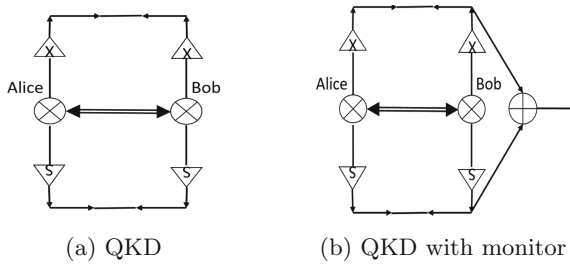 X X X X
Alice Bob Alice Bob
S S S S
(a) QKD (b) QKD with monitor